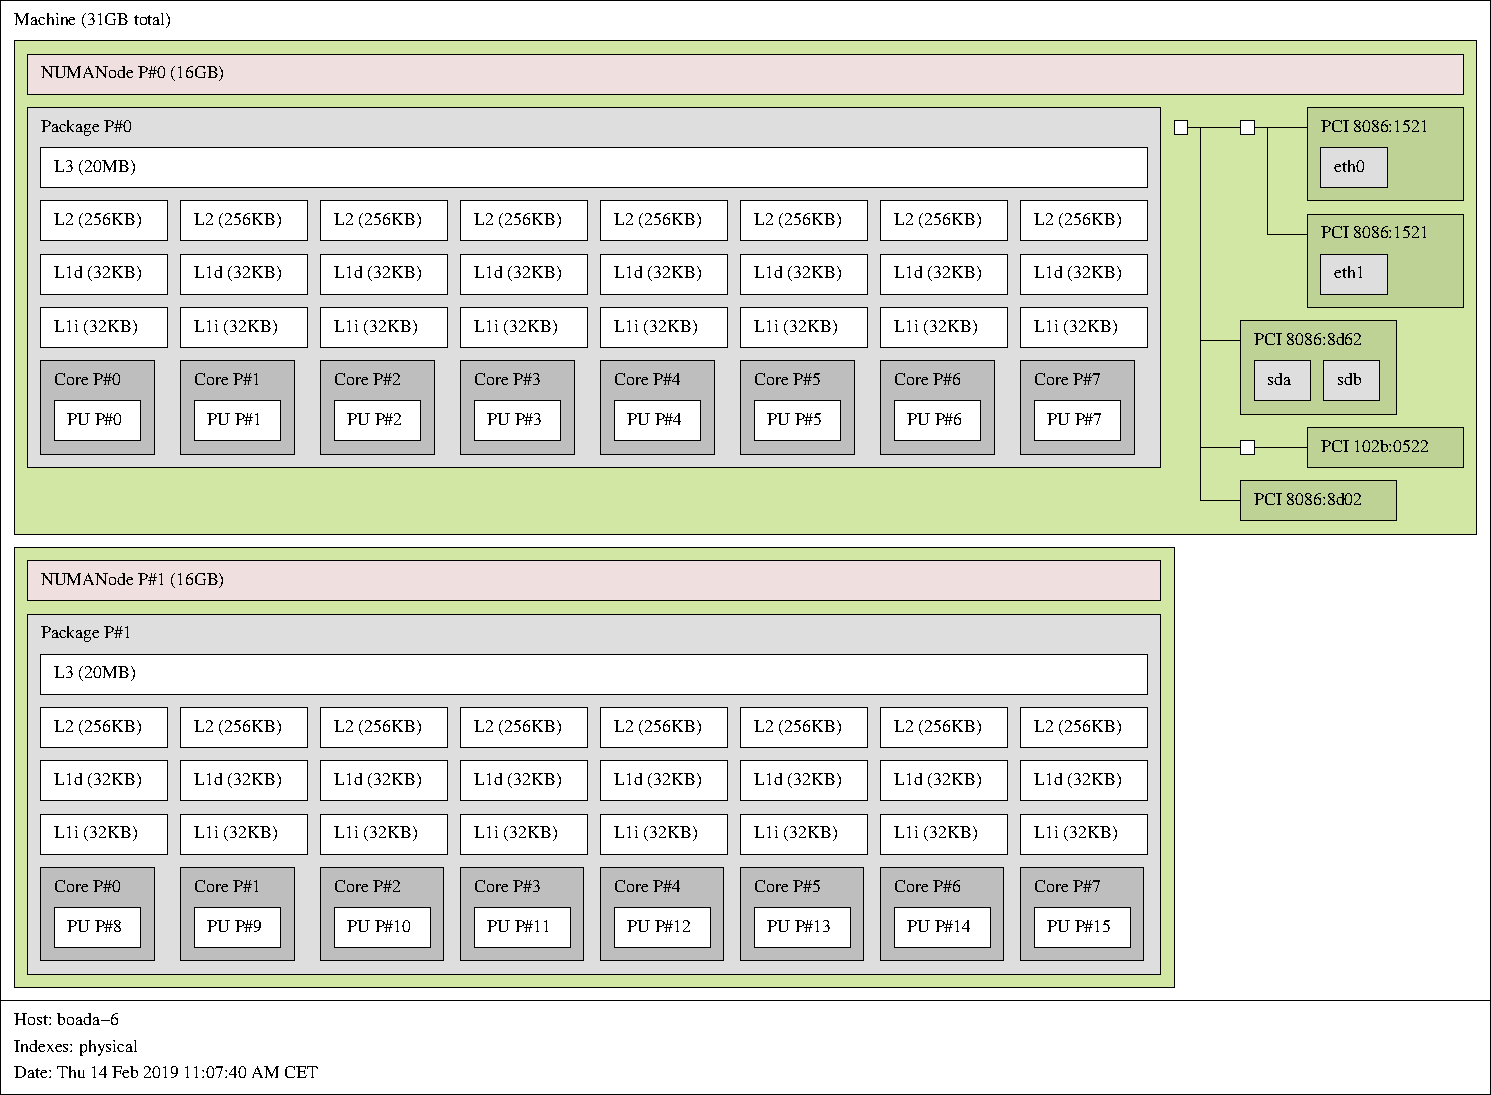 Machine (31GB total)
NUMANode P#0 (16GB)
Package P#0
L3 (20MB)
L2 (256KB) L2 (256KB) L2 (256KB) L2 (256KB) L2 (256KB) L2 (256KB) L2 (256KB) L2 (256KB)
L1d (32KB) L1d (32KB) L1d (32KB) L1d (32KB) L1d (32KB) L1d (32KB) L1d (32KB) L1d (32KB)
L1i (32KB) L1i (32KB) L1i (32KB) L1i (32KB) L1i (32KB) L1i (32KB) L1i (32KB) L1i (32KB)
Core P#0 Core P#1 Core P#2 Core P#3 Core P#4 Core P#5 Core P#6 Core P#7
PU P#0 PU P#1 PU P#2 PU P#3 PU P#4 PU P#5 PU P#6 PU P#7
PCI 8086:1521
eth0
PCI 8086:1521
eth1
PCI 8086:8d62
sda sdb
PCI 102b:0522
PCI 8086:8d02
NUMANode P#1 (16GB)
Package P#1
L3 (20MB)
L2 (256KB) L2 (256KB) L2 (256KB) L2 (256KB) L2 (256KB) L2 (256KB) L2 (256KB) L2 (256KB)
L1d (32KB) L1d (32KB) L1d (32KB) L1d (32KB) L1d (32KB) L1d (32KB) L1d (32KB) L1d (32KB)
L1i (32KB) L1i (32KB) L1i (32KB) L1i (32KB) L1i (32KB) L1i (32KB) L1i (32KB) L1i (32KB)
Core P#0 Core P#1 Core P#2 Core P#3 Core P#4 Core P#5 Core P#6 Core P#7
PU P#8 PU P#9 PU P#10 PU P#11 PU P#12 PU P#13 PU P#14 PU P#15
Host: boada−6
Indexes: physical
Date: Thu 14 Feb 2019 11:07:40 AM CET